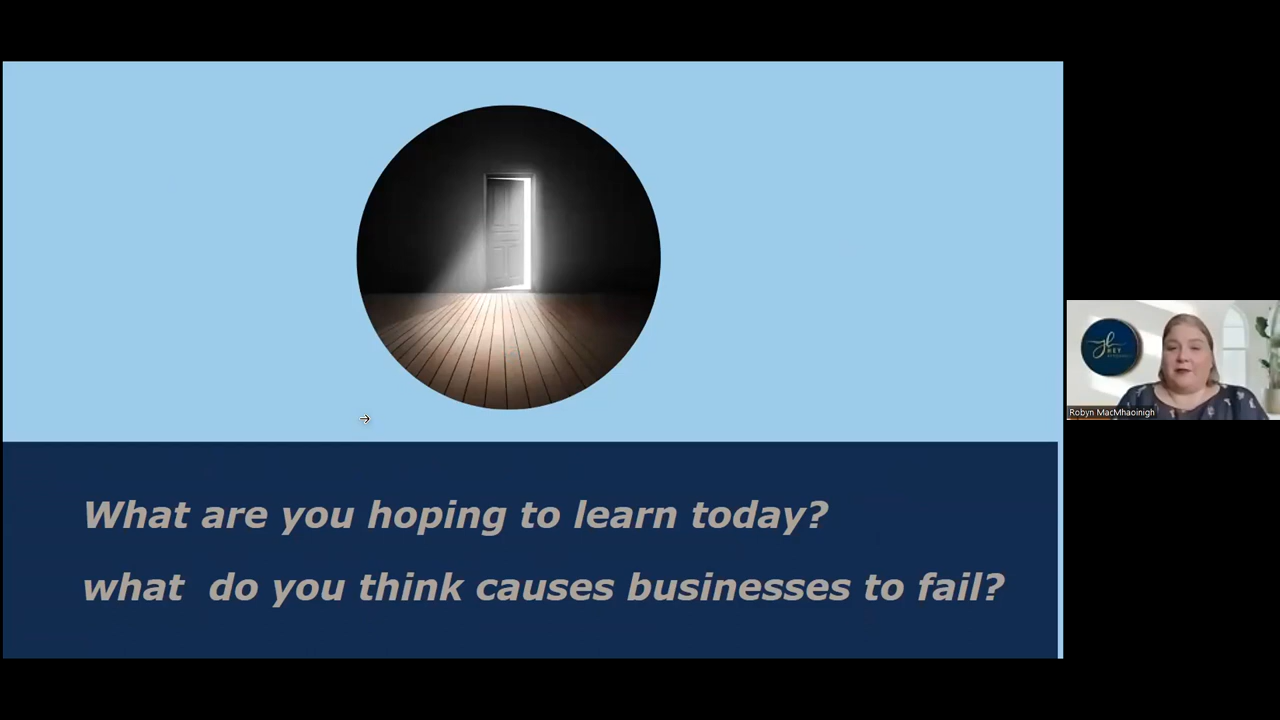 What are you hoping to learn today?
what do you think causes businesses to fail?
Robyn MacMhaoinigh